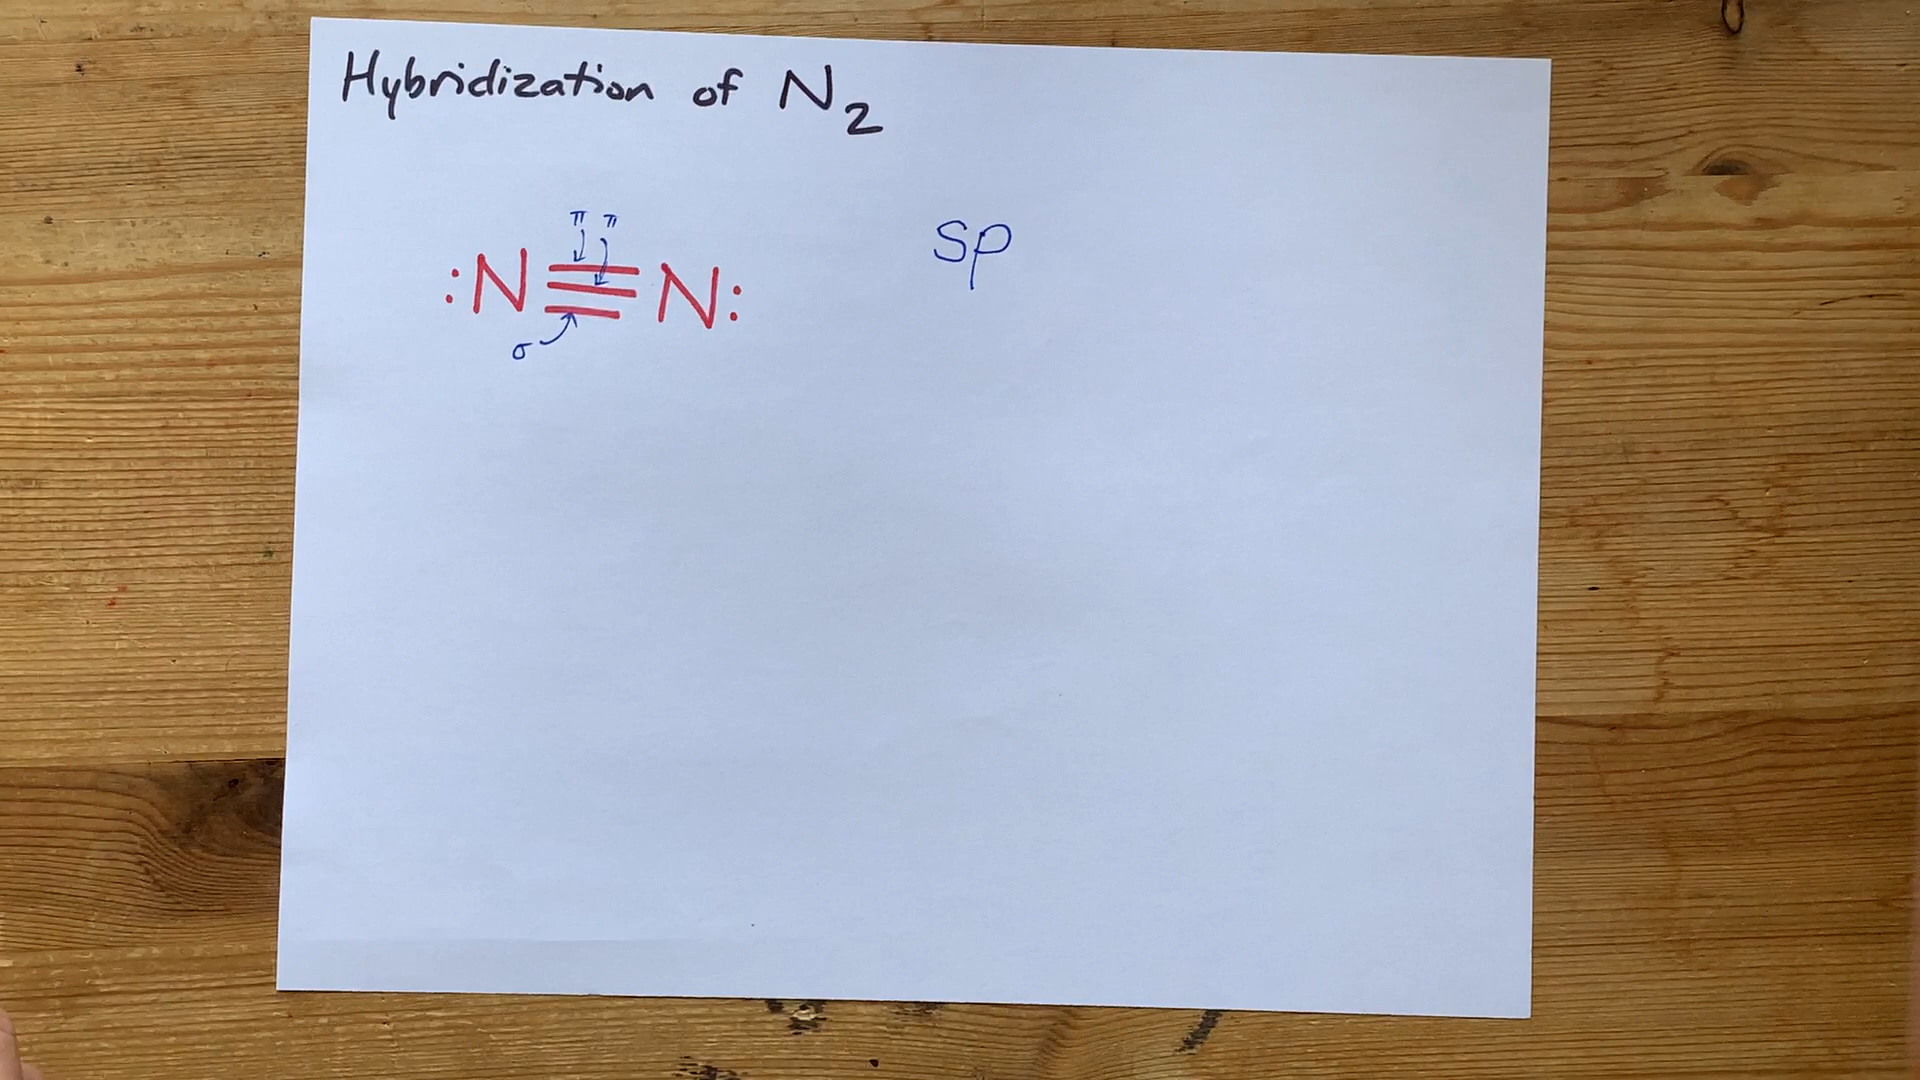 Hybridization of N₂
π π
:N≡N:
σ
sp